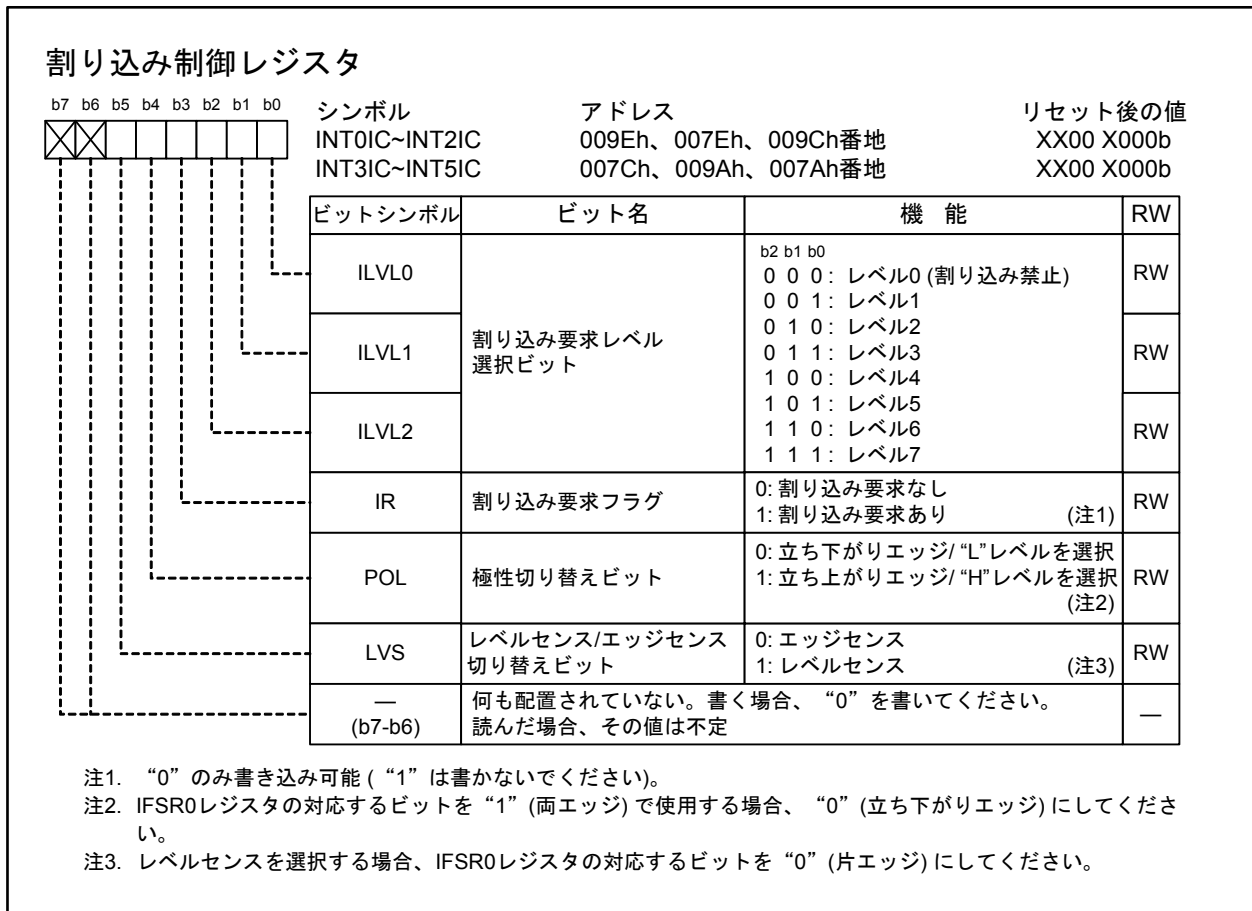 割り込み制御レジスタ
b7 b6 b5 b4 b3 b2 b1 b0
シンボル アドレス リセット後の値
INT0IC~INT2IC 009Eh、007Eh、009Ch番地 XX00 X000b
INT3IC~INT5IC 007Ch、009Ah、007Ah番地 XX00 X000b
ビットシンボル ビット名 機 能 RW
ILVL0
ILVL1
ILVL2
割り込み要求レベル
選択ビット
b2 b1 b0
0 0 0 : レベル0 (割り込み禁止)
0 0 1 : レベル1
0 1 0 : レベル2
0 1 1 : レベル3
1 0 0 : レベル4
1 0 1 : レベル5
1 1 0 : レベル6
1 1 1 : レベル7
RW
RW
RW
IR
割り込み要求フラグ
0: 割り込み要求なし
1: 割り込み要求あり (注1)
RW
POL
極性切り替えビット
0: 立ち下がりエッジ/ “L”レベルを選択
1: 立ち上がりエッジ/ “H”レベルを選択
(注2)
RW
LVS
レベルセンス/エッジセンス
切り替えビット
0: エッジセンス
1: レベルセンス (注3)
RW
—
(b7-b6)
何も配置されていない。書く場合、“0”を書いてください。
読んだ場合、その値は不定
—
注1. “0”のみ書き込み可能 (“1”は書かないでください)。
注2. IFSR0レジスタの対応するビットを“1”(両エッジ) で使用する場合、“0”(立ち下がりエッジ) にしてくださ
い。
注3. レベルセンスを選択する場合、IFSR0レジスタの対応するビットを“0”(片エッジ) にしてください。